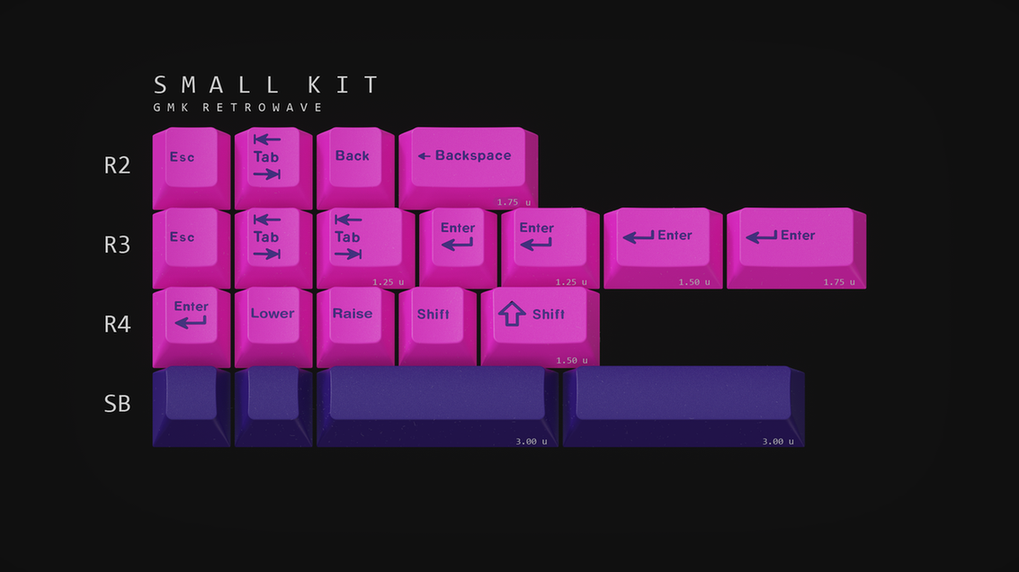 SMALL KIT
GMK RETROWAVE
R2
Esc
Tab
Back
Backspace
1.75 u
R3
Esc
Tab
Tab
1.25 u
Enter
Enter
1.25 u
Enter
1.50 u
Enter
1.75 u
R4
Enter
Lower
Raise
Shift
Shift
1.50 u
SB
3.00 u
3.00 u